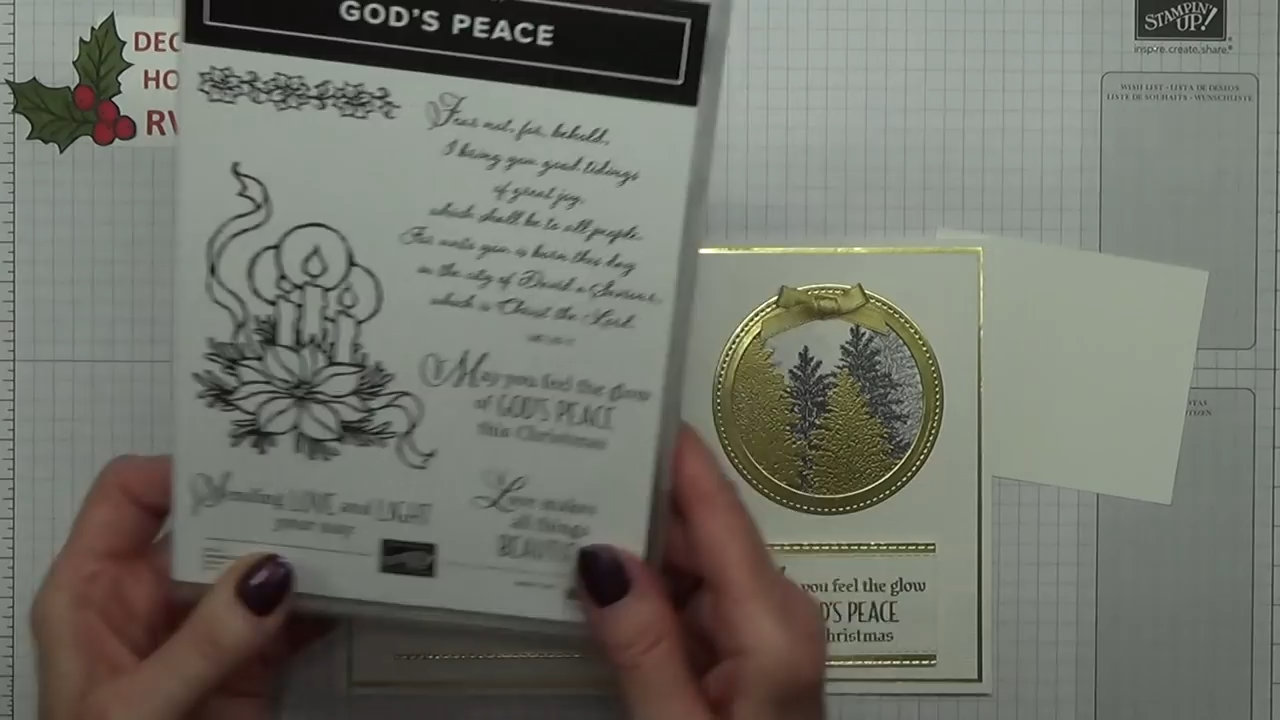 GOD'S PEACE
STAMPIN' UP!
inspire.create.share.®
DEC
HO
RV
WISH LIST • LISTA DE DESEOS
LISTE DE SOUHAITS • WUNSCHLISTE
Fear not, for, behold,
I bring you good tidings
of great joy,
which shall be to all people.
For unto you is born this day
in the city of David a Saviour,
which is Christ the Lord.
May you feel the glow
of GOD'S PEACE
this Christmas
Sending LOVE and LIGHT
your way
Love makes
all things
you feel the glow
D'S PEACE
hristmas